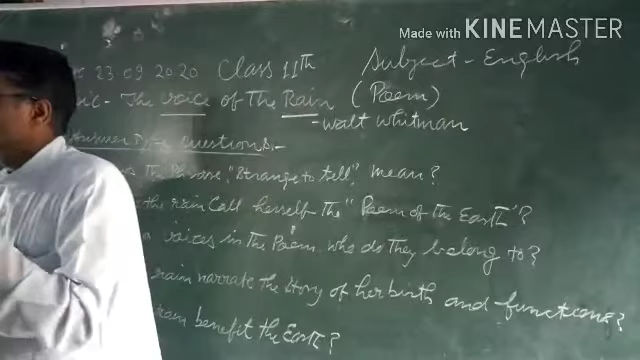 Made with KINEMASTER
23.09 2020 Class 11th Subject - English
- The voice of The Rain (Poem)
- walt whitman
Answer Type questions:-
The Phrase, "Strange to tell," mean?
the rain Call herself the "Poem of the Earth"?
voices in The Poem. who do they belong to?
rain narrate the Story of her birth and functions?
benefit the Earth?